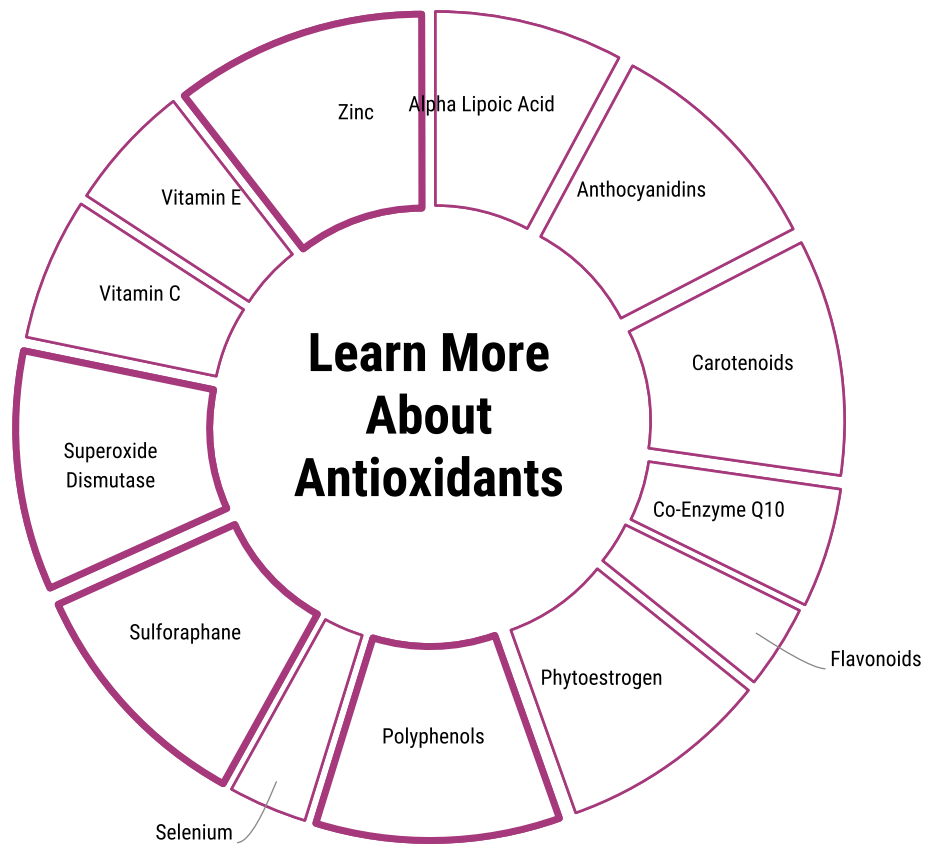 Zinc
Alpha Lipoic Acid
Anthocyanidins
Vitamin E
Vitamin C
Carotenoids
Learn More
About
Antioxidants
Superoxide
Dismutase
Co-Enzyme Q10
Sulforaphane
Flavonoids
Phytoestrogen
Polyphenols
Selenium